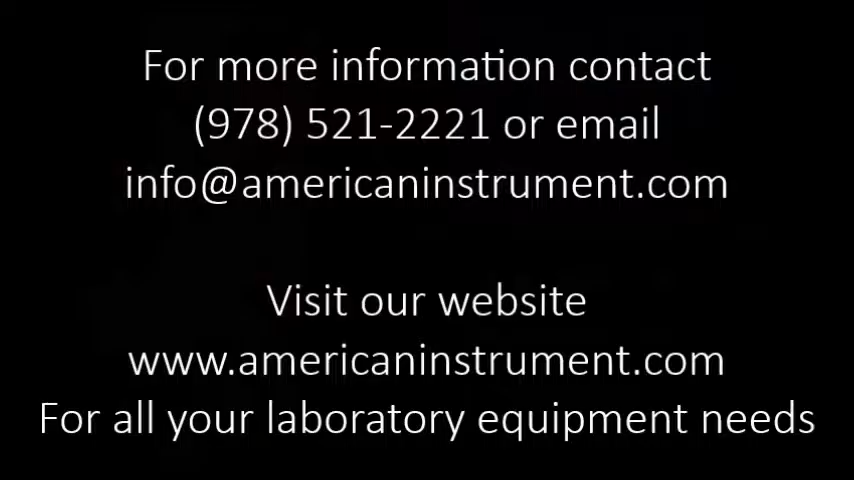 For more information contact
(978) 521-2221 or email
info@americaninstrument.com
Visit our website
www.americaninstrument.com
For all your laboratory equipment needs